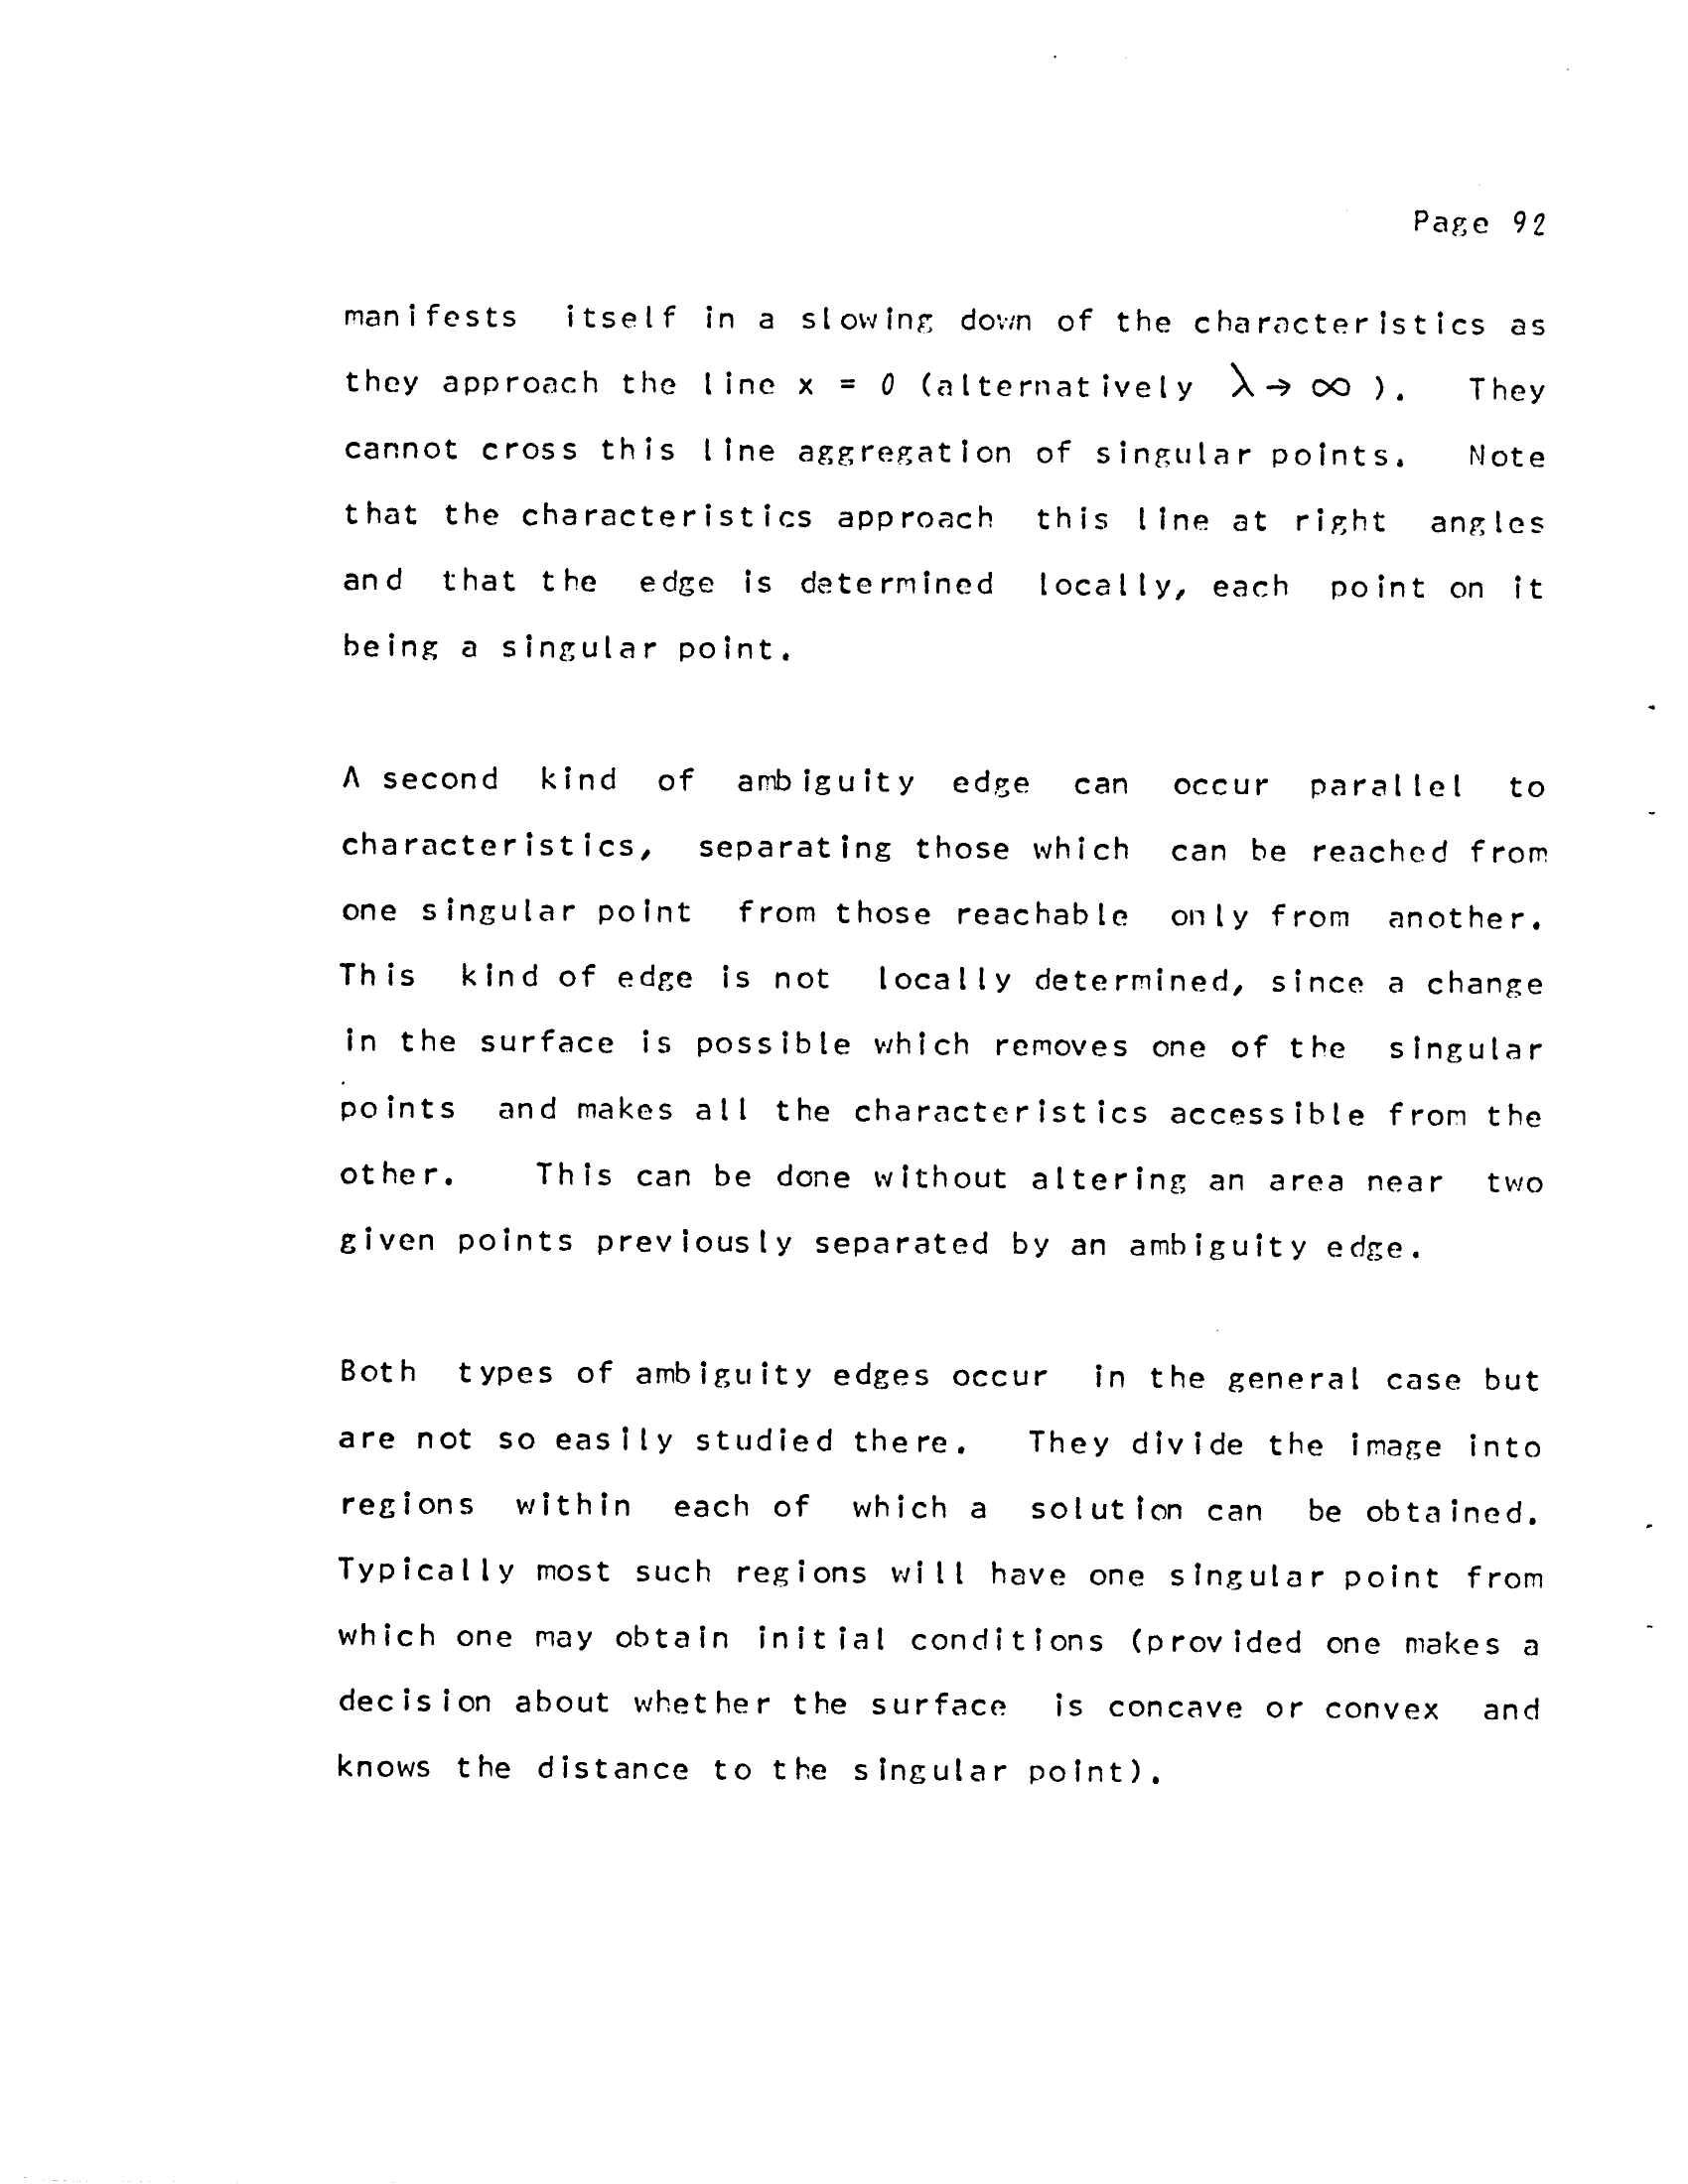 Page 92
manifests itself in a slowing down of the characteristics as
they approach the line x = 0 (alternatively λ → ∞ ). They
cannot cross this line aggregation of singular points. Note
that the characteristics approach this line at right angles
and that the edge is determined locally, each point on it
being a singular point.
A second kind of ambiguity edge can occur parallel to
characteristics, separating those which can be reached from
one singular point from those reachable only from another.
This kind of edge is not locally determined, since a change
in the surface is possible which removes one of the singular
points and makes all the characteristics accessible from the
other. This can be done without altering an area near two
given points previously separated by an ambiguity edge.
Both types of ambiguity edges occur in the general case but
are not so easily studied there. They divide the image into
regions within each of which a solution can be obtained.
Typically most such regions will have one singular point from
which one may obtain initial conditions (provided one makes a
decision about whether the surface is concave or convex and
knows the distance to the singular point).